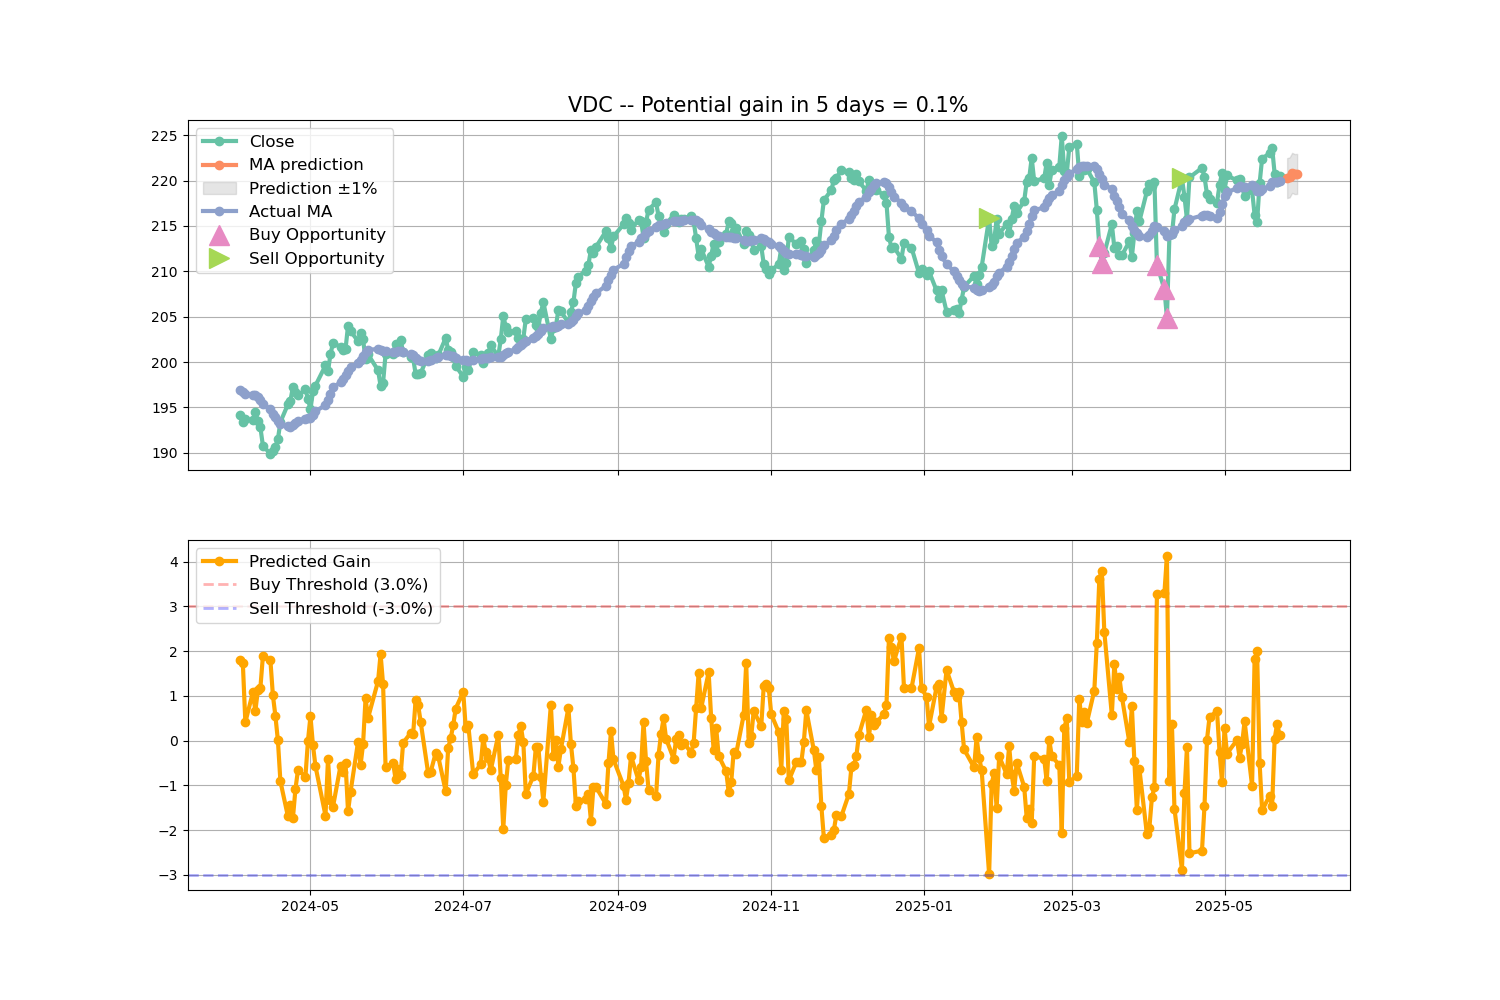 VDC -- Potential gain in 5 days = 0.1%
225
220
215
210
205
200
195
190
Close
MA prediction
Prediction ±1%
Actual MA
Buy Opportunity
Sell Opportunity
4
3
2
1
0
−1
−2
−3
Predicted Gain
Buy Threshold (3.0%)
Sell Threshold (-3.0%)
2024-05
2024-07
2024-09
2024-11
2025-01
2025-03
2025-05